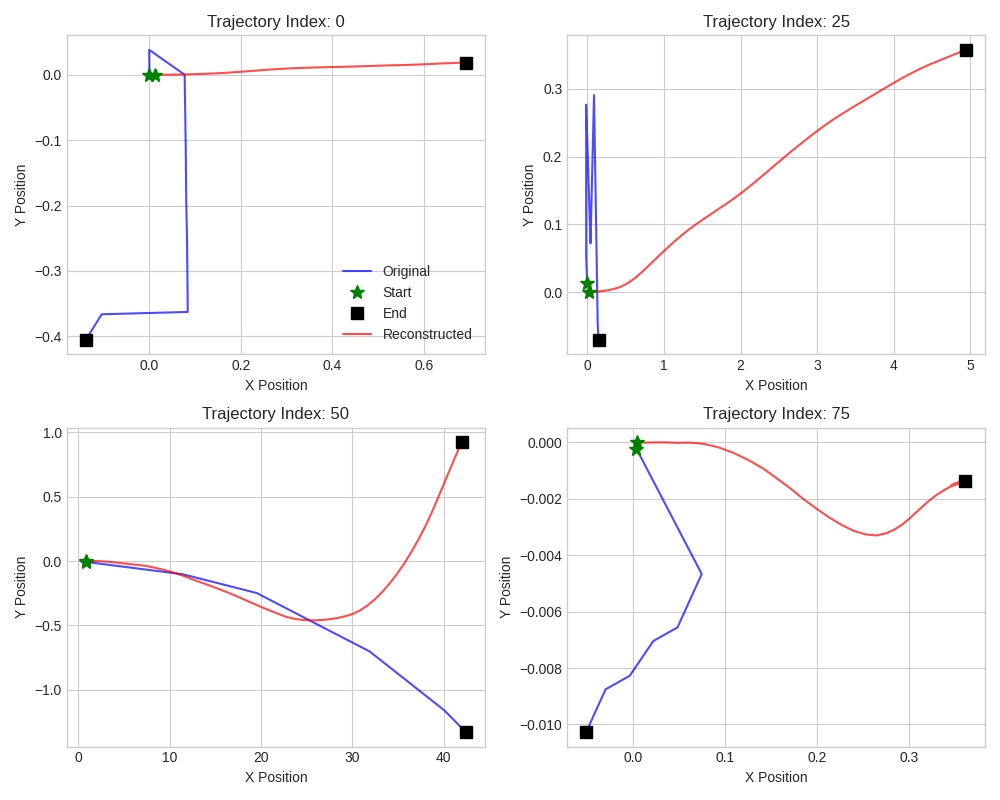 Trajectory Index: 0
0.0
−0.1
−0.2
−0.3
−0.4
Y Position
0.0
0.2
0.4
0.6
X Position
Original
Start
End
Reconstructed
Trajectory Index: 25
0.3
0.2
0.1
0.0
Y Position
0
1
2
3
4
5
X Position
Trajectory Index: 50
1.0
0.5
0.0
−0.5
−1.0
Y Position
0
10
20
30
40
X Position
Trajectory Index: 75
0.000
−0.002
−0.004
−0.006
−0.008
−0.010
Y Position
0.0
0.1
0.2
0.3
X Position